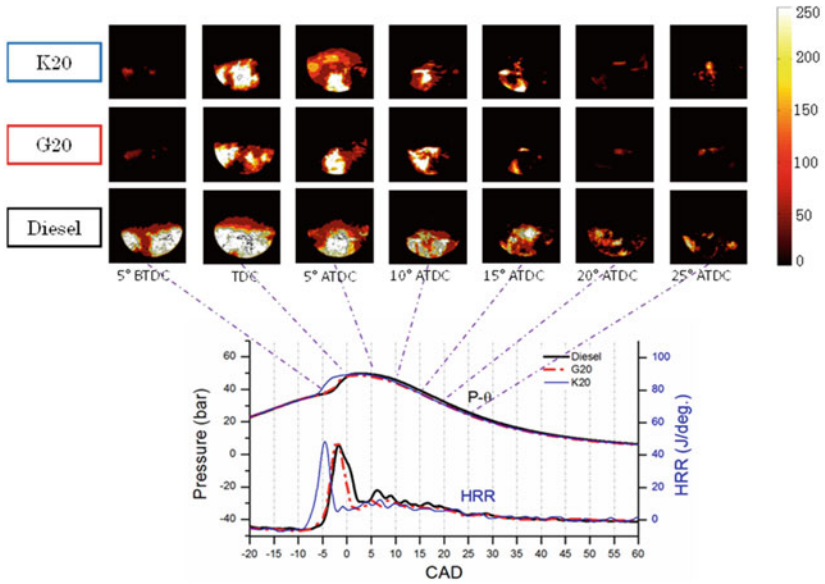 K20
G20
Diesel
250
200
150
100
50
0
5° BTDC TDC 5° ATDC 10° ATDC 15° ATDC 20° ATDC 25° ATDC
Diesel
G20
K20
P-θ
HRR
Pressure (bar)
60
40
20
0
-20
-40
HRR (J/deg.)
100
80
60
40
20
0
-20 -15 -10 -5 0 5 10 15 20 25 30 35 40 45 50 55 60
CAD